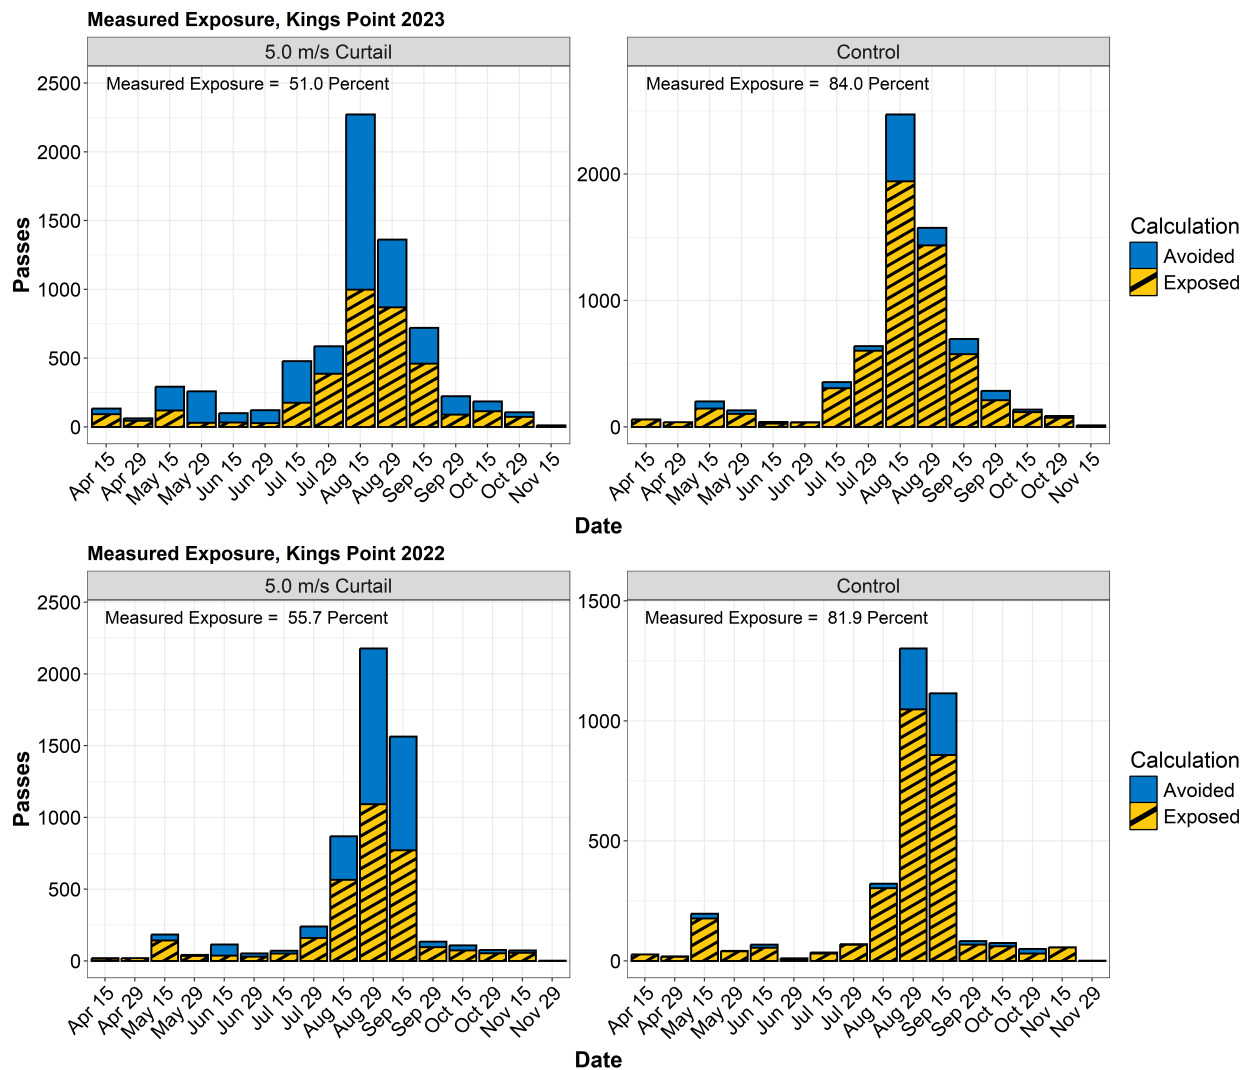 Measured Exposure, Kings Point 2023
5.0 m/s Curtail
Control
Measured Exposure =  51.0 Percent
Measured Exposure =  84.0 Percent
Passes
2500
2000
1500
1000
500
0
2000
1000
0
Apr 15
Apr 29
May 15
May 29
Jun 15
Jun 29
Jul 15
Jul 29
Aug 15
Aug 29
Sep 15
Sep 29
Oct 15
Oct 29
Nov 15
Apr 15
Apr 29
May 15
May 29
Jun 15
Jun 29
Jul 15
Jul 29
Aug 15
Aug 29
Sep 15
Sep 29
Oct 15
Oct 29
Nov 15
Date
Calculation
Avoided
Exposed
Measured Exposure, Kings Point 2022
5.0 m/s Curtail
Control
Measured Exposure =  55.7 Percent
Measured Exposure =  81.9 Percent
Passes
2500
2000
1500
1000
500
0
1500
1000
500
0
Apr 15
Apr 29
May 15
May 29
Jun 15
Jun 29
Jul 15
Jul 29
Aug 15
Aug 29
Sep 15
Sep 29
Oct 15
Oct 29
Nov 15
Nov 29
Apr 15
Apr 29
May 15
May 29
Jun 15
Jun 29
Jul 15
Jul 29
Aug 15
Aug 29
Sep 15
Sep 29
Oct 15
Oct 29
Nov 15
Nov 29
Date
Calculation
Avoided
Exposed